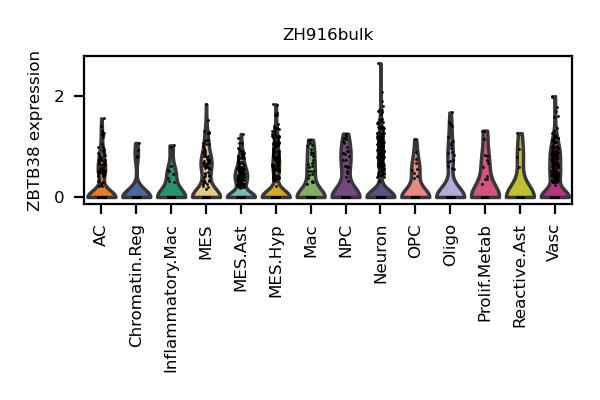 ZH916bulk
ZBTB38 expression
2
0
AC
Chromatin.Reg
Inflammatory.Mac
MES
MES.Ast
MES.Hyp
Mac
NPC
Neuron
OPC
Oligo
Prolif.Metab
Reactive.Ast
Vasc